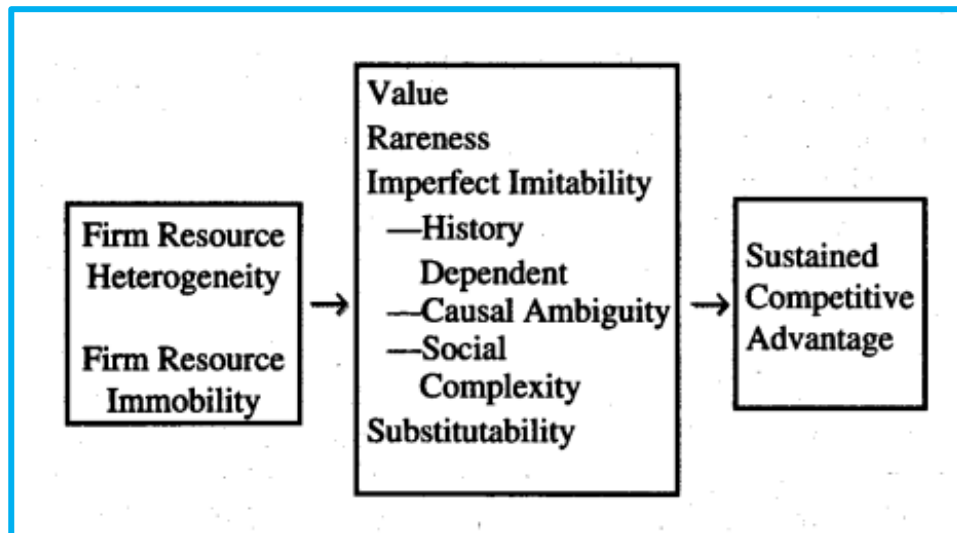 Firm Resource
Heterogeneity
Firm Resource
Immobility
Value
Rareness
Imperfect Imitability
—History
Dependent
—Causal Ambiguity
—Social
Complexity
Substitutability
Sustained
Competitive
Advantage